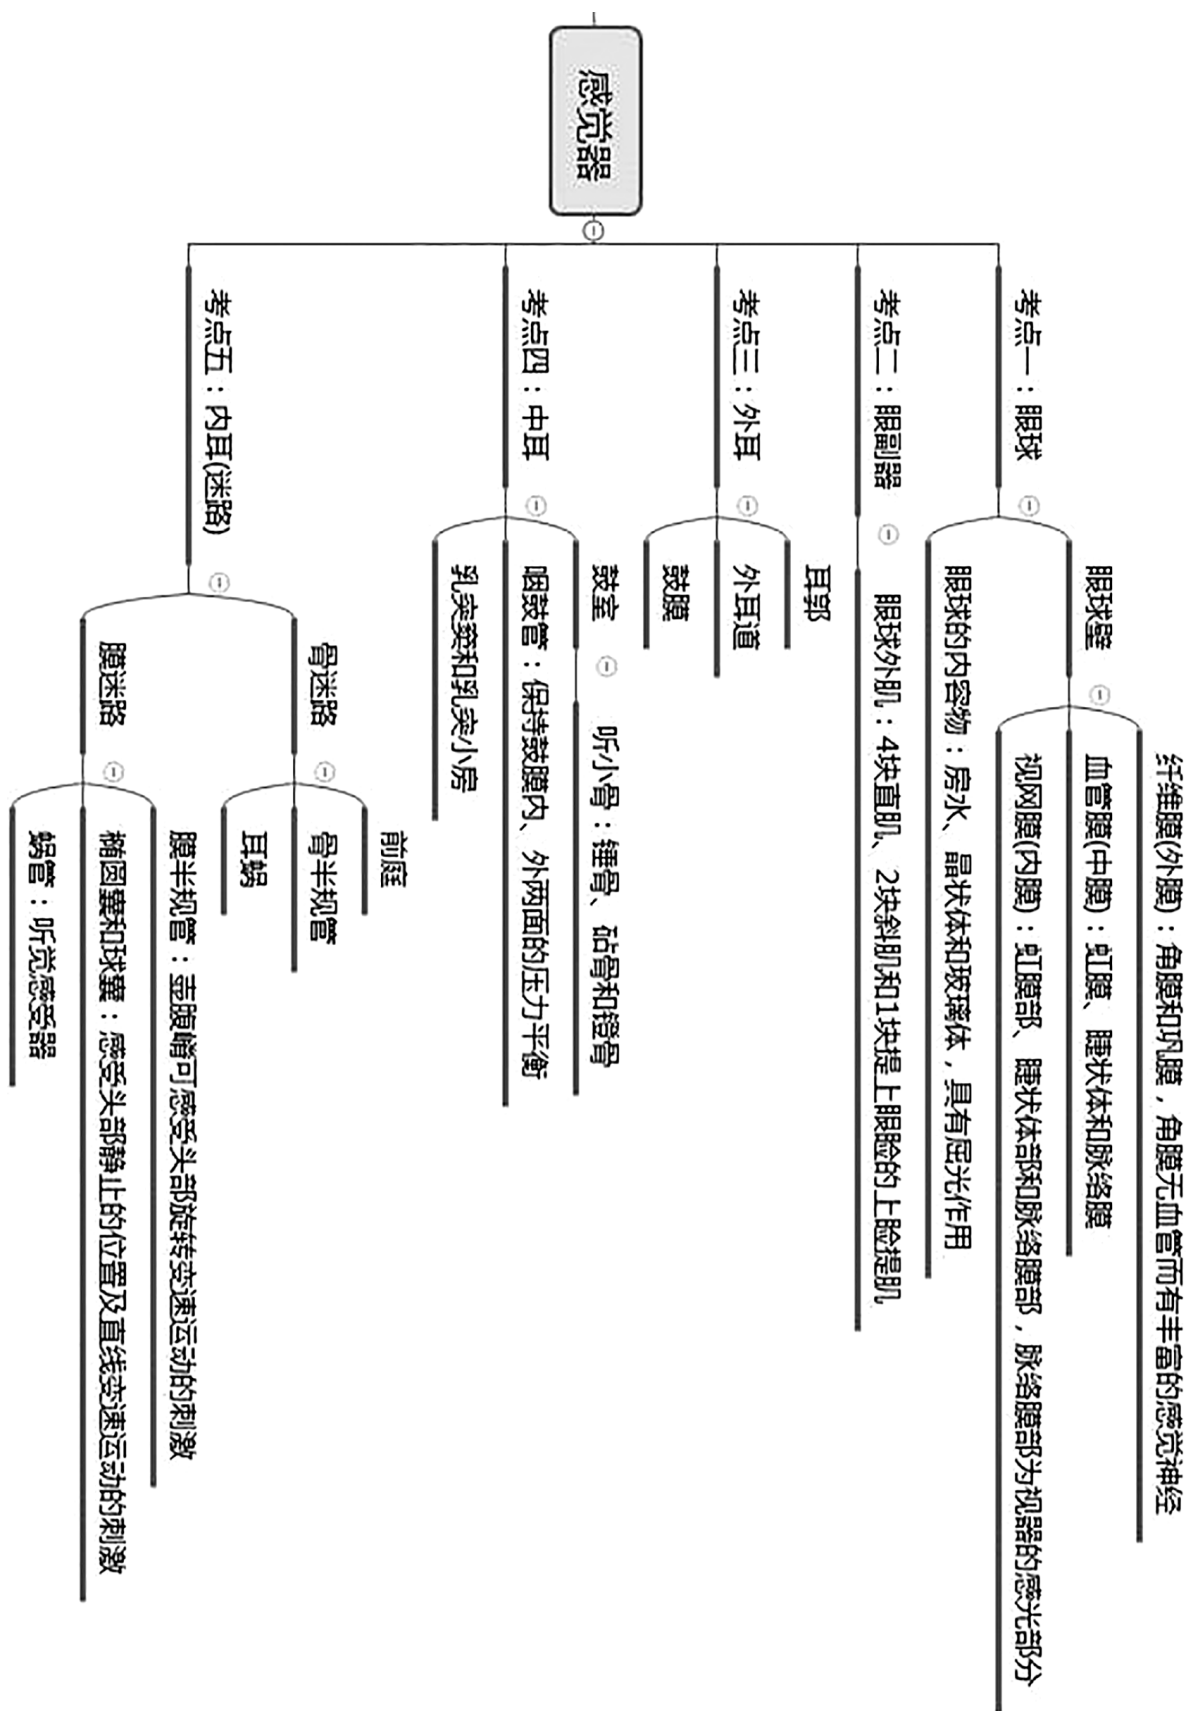 感觉器
考点一：眼球
眼球壁
纤维膜(外膜)：角膜和巩膜，角膜无血管而有丰富的感觉神经
血管膜(中膜)：虹膜、睫状体和脉络膜
视网膜(内膜)：虹膜部、睫状体部和脉络膜部，脉络膜部为视器的感光部分
眼球的内容物：房水、晶状体和玻璃体，具有屈光作用
考点二：眼副器
眼球外肌：4块直肌、2块斜肌和1块提上眼睑的上睑提肌
考点三：外耳
耳郭
外耳道
鼓膜
考点四：中耳
鼓室
听小骨：锤骨、砧骨和镫骨
咽鼓管：保持鼓膜内、外两面的压力平衡
乳突窦和乳突小房
考点五：内耳(迷路)
骨迷路
前庭
骨半规管
耳蜗
膜迷路
膜半规管：壶腹嵴可感受头部旋转变速运动的刺激
椭圆囊和球囊：感受头部静止的位置及直线变速运动的刺激
蜗管：听觉感受器